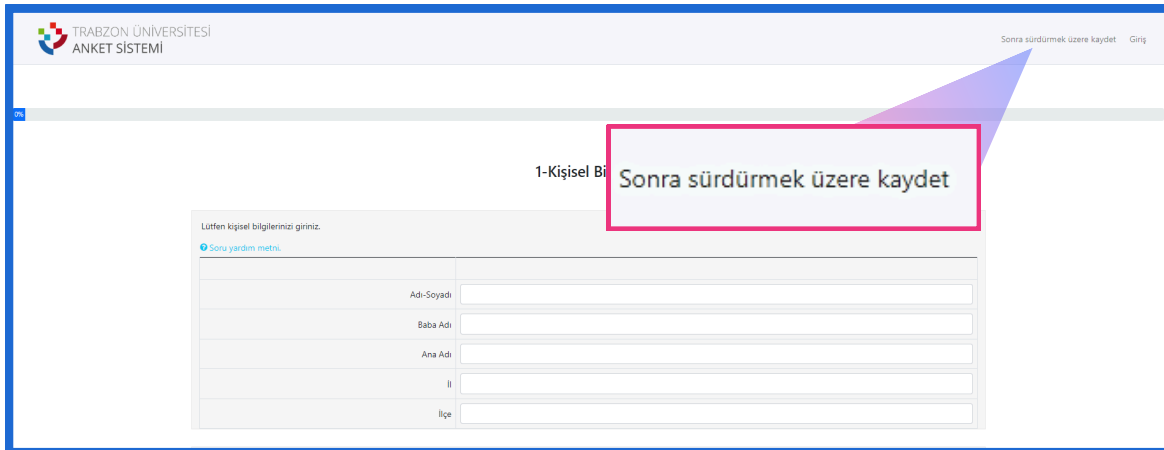 TRABZON ÜNİVERSİTESİ
ANKET SİSTEMİ
Sonra sürdürmek üzere kaydet Giriş
0%
1-Kişisel Bi
Sonra sürdürmek üzere kaydet
Lütfen kişisel bilgilerinizi giriniz.
Soru yardım metni.
Adı-Soyadı
Baba Adı
Ana Adı
İl
İlçe